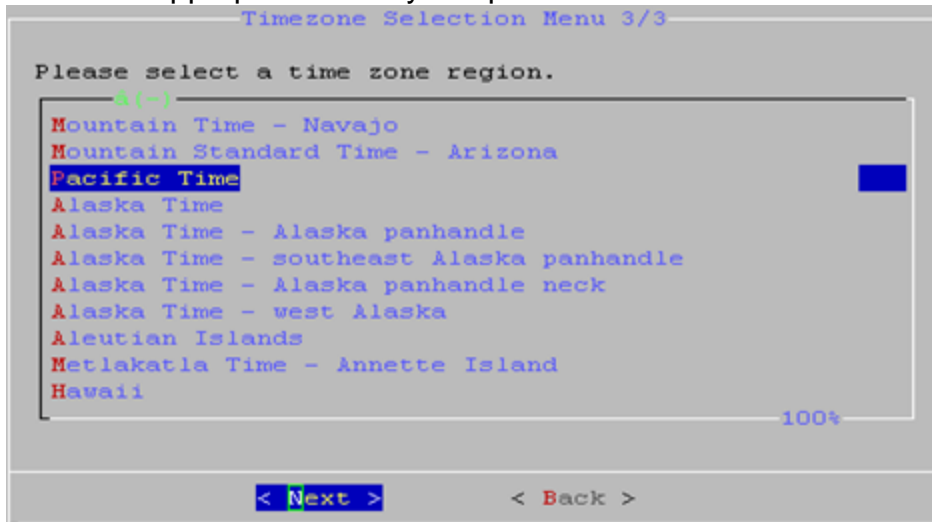 Timezone Selection Menu 3/3
Please select a time zone region.
(-)
Mountain Time - Navajo
Mountain Standard Time - Arizona
Pacific Time
Alaska Time
Alaska Time - Alaska panhandle
Alaska Time - southeast Alaska panhandle
Alaska Time - Alaska panhandle neck
Alaska Time - west Alaska
Aleutian Islands
Metlakatla Time - Annette Island
Hawaii
100%
< Next > < Back >